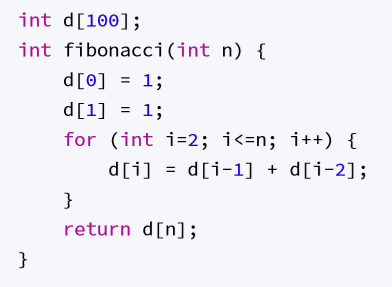 int d[100];
int fibonacci(int n) {
    d[0] = 1;
    d[1] = 1;
    for (int i=2; i<=n; i++) {
        d[i] = d[i-1] + d[i-2];
    }
    return d[n];
}